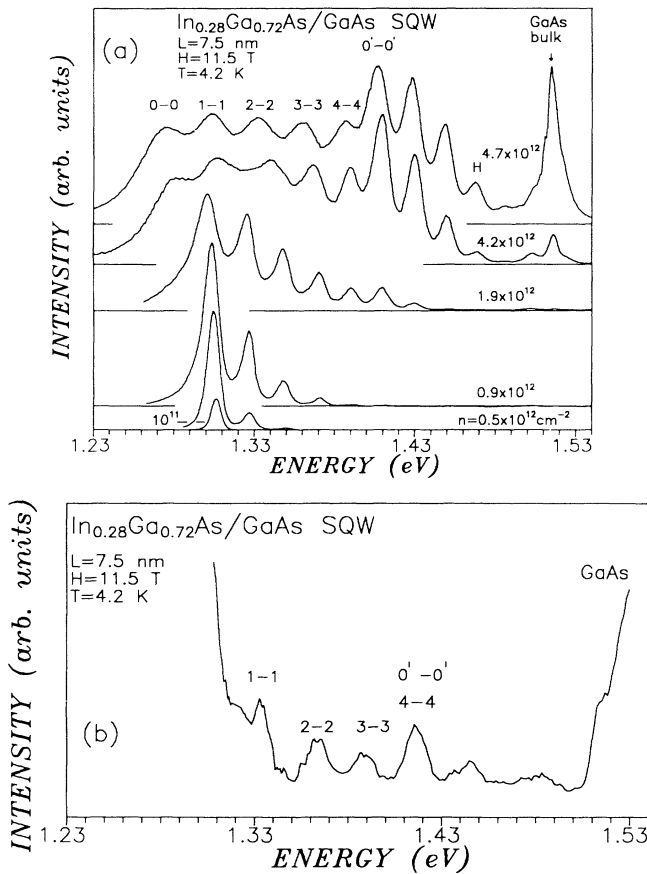 (a)
In0.28Ga0.72As/GaAs SQW
L=7.5 nm
H=11.5 T
T=4.2 K
0'-0'
GaAs
bulk
↓
0-0 1-1 2-2 3-3 4-4
H
4.7x10^12
4.2x10^12
1.9x10^12
0.9x10^12
10^11
n=0.5x10^12cm^-2
INTENSITY (arb. units)
1.23 1.33 1.43 1.53
ENERGY (eV)
In0.28Ga0.72As/GaAs SQW
L=7.5 nm
H=11.5 T
T=4.2 K
GaAs
0' -0'
1-1
4-4
2-2 3-3
(b)
INTENSITY (arb. units)
1.23 1.33 1.43 1.53
ENERGY (eV)